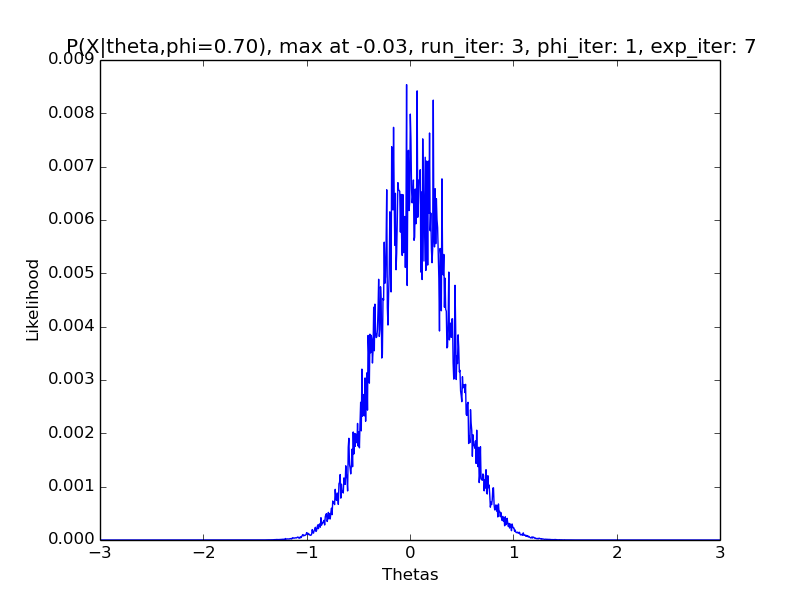 P(X|theta,phi=0.70), max at -0.03, run_iter: 3, phi_iter: 1, exp_iter: 7
0.009
0.008
0.007
0.006
0.005
0.004
0.003
0.002
0.001
0.000
Likelihood
−3 −2 −1 0 1 2 3
Thetas